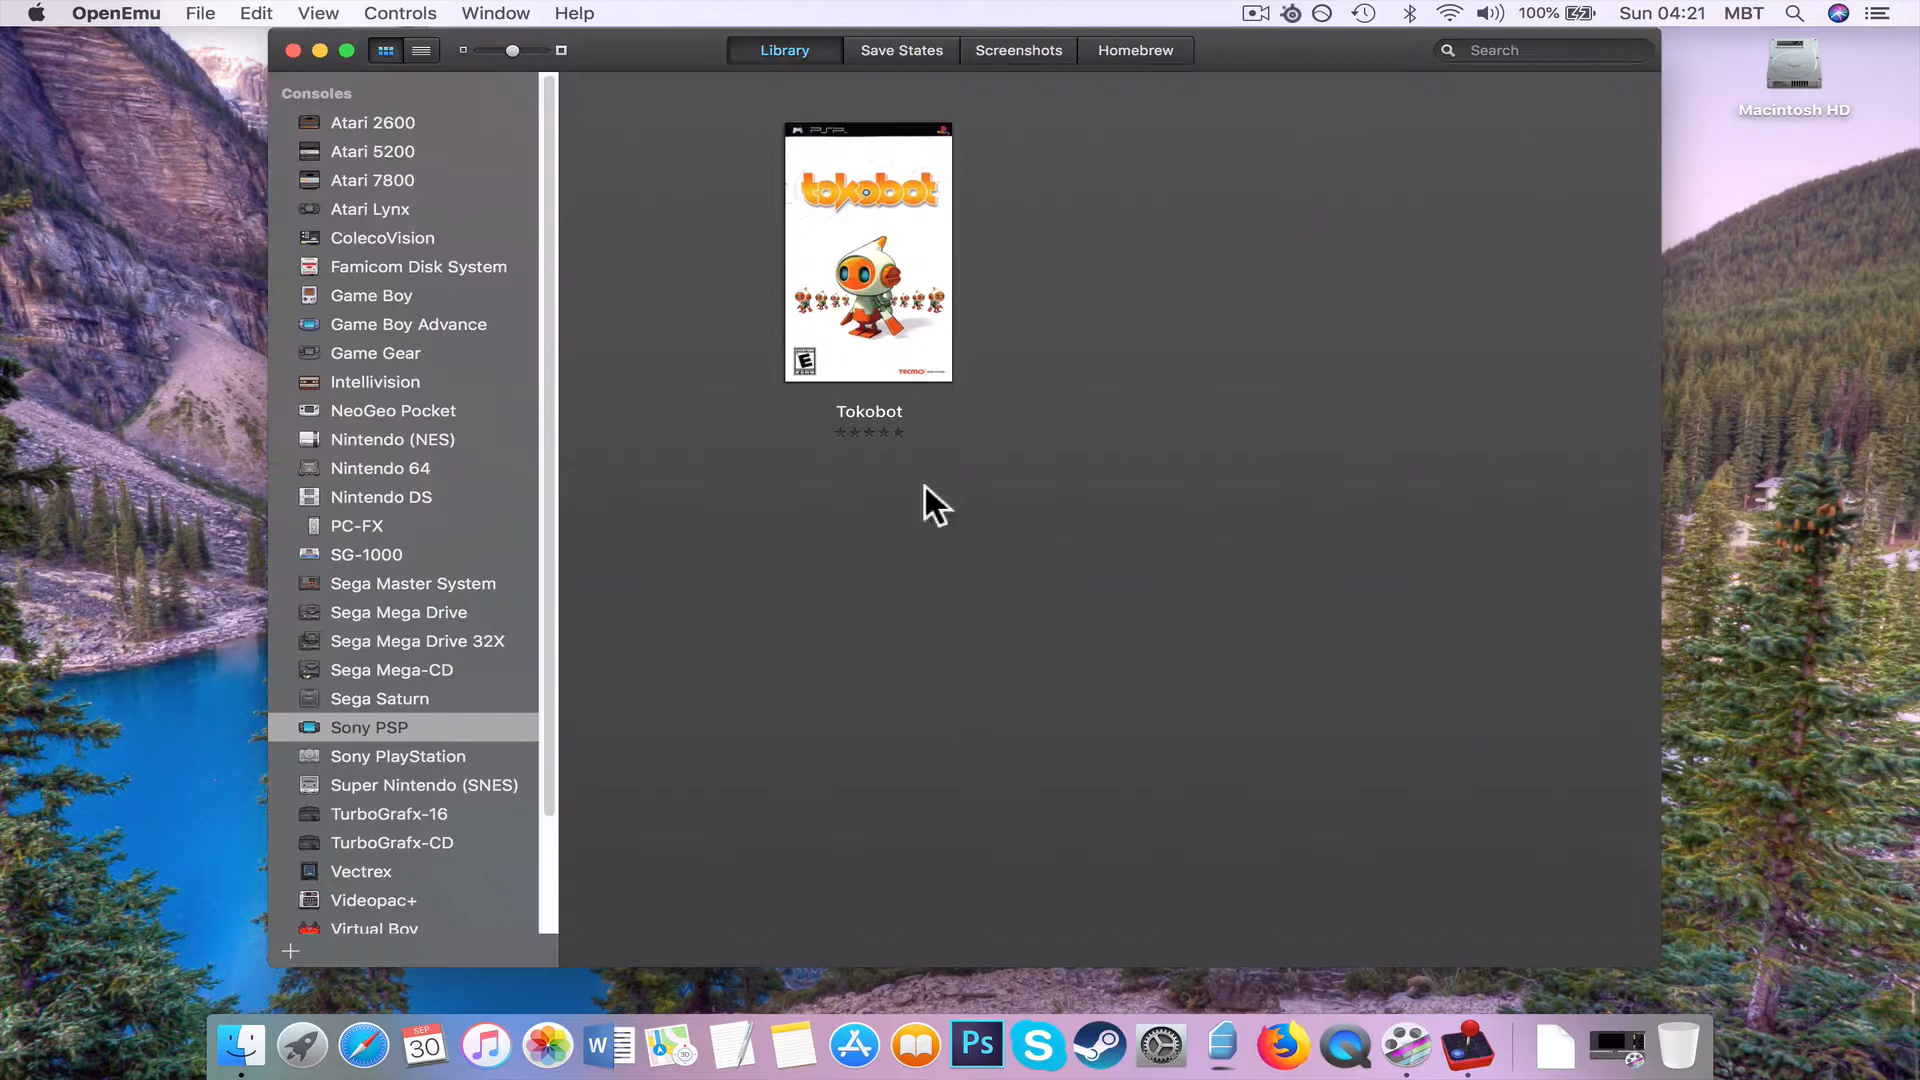 OpenEmu File Edit View Controls Window Help 100% Sun 04:21 MBT
Library Save States Screenshots Homebrew Search
Macintosh HD
Consoles
Atari 2600
Atari 5200
Atari 7800
Atari Lynx
ColecoVision
Famicom Disk System
Game Boy
Game Boy Advance
Game Gear
Intellivision
NeoGeo Pocket
Nintendo (NES)
Nintendo 64
Nintendo DS
PC-FX
SG-1000
Sega Master System
Sega Mega Drive
Sega Mega Drive 32X
Sega Mega-CD
Sega Saturn
Sony PSP
Sony PlayStation
Super Nintendo (SNES)
TurboGrafx-16
TurboGrafx-CD
Vectrex
Videopac+
Virtual Boy
PSP
tokobot
E
TECMO
Tokobot
SEP
30
W
3D
Ps
S